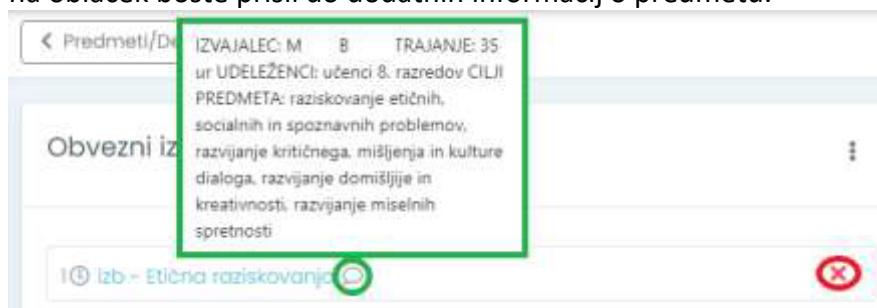 na oblaček boste prišli do dodatnih informacij o predmetu.
Predmeti/De
IZVAJALEC: M B TRAJANJE: 35
ur UDELEŽENCI: učenci 8. razredov CILJI
PREDMETA: raziskovanje etičnih,
socialnih in spoznavnih problemov,
razvijanje kritičnega, mišljenja in kulture
dialoga, razvijanje domišljije in
kreativnosti, razvijanje miselnih
spretnosti
Obvezni iz
1 izb - Etična raziskovanja